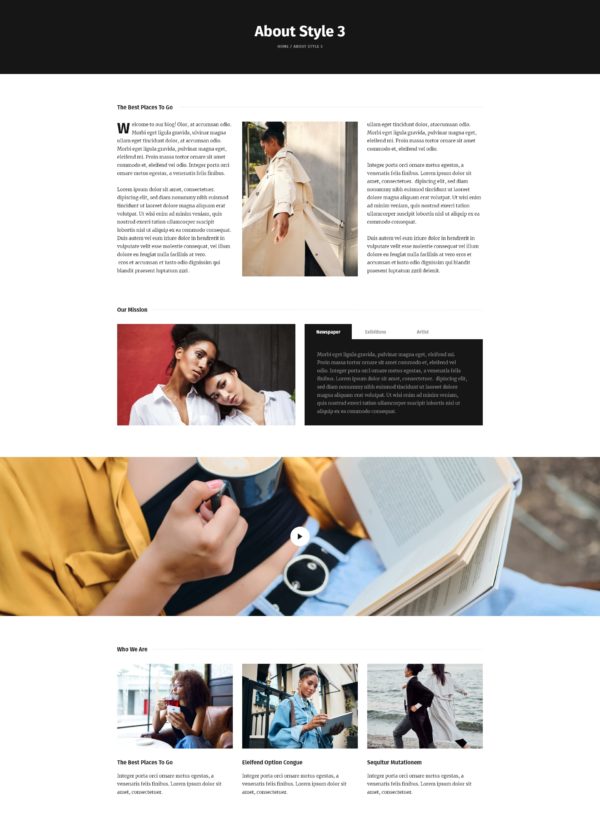 About Style 3
HOME / ABOUT STYLE 3
The Best Places To Go
Welcome to our blog! Olor, at accumsan odio.
Morbi eget ligula gravida, ulvinar magna
ullam eget tincidunt dolor, at accumsan odio.
Morbi eget ligula gravida, pulvinar magna eget,
eleifend mi. Proin massa tortor ornare imsan
commodo et, eleifend vel odio. Integer porta orci
ornare metus egestas, a venenatis felis finibus.
Lorem ipsum dolor sit amet, consectetuer.
dipiscing elit, sed diam nonummy nibh euismod
tincidunt ut laoreet dolore magna aliquam erat
volutpat. Ut wisi enim ad minim veniam, quis
nostrud exerci tation ullamcorper suscipit
lobortis nisl ut aliquip ex ea commodo consequat.
Duis autem vel eum iriure dolor in hendrerit in
vulputate velit esse molestie consequat, vel illum
dolore eu feugiat nulla facilisis at vero.
eros et accumsan et iusto odio dignissim qui
blandit praesent luptatum zzril.
ullam eget tincidunt dolor, ataccumsan odio.
Morbi eget ligula gravida, pulvinar magna eget,
eleifend mi. Proin massa tortor ornare imsan
commodo et, eleifend vel odio.
Integer porta orci ornare metus egestas, a
venenatis felis finibus. Lorem ipsum dolor sit
amet, consectetuer. dipiscing elit, sed diam
nonummy nibh euismod tincidunt ut laoreet
dolore magna aliquam erat volutpat. Ut wisi enim
ad minim veniam, quis nostrud exerci tation
ullamcorper suscipit lobortis nisl ut aliquip ex ea
commodo consequat.
Duis autem vel eum iriure dolor in hendrerit in
vulputate velit esse molestie consequat, vel illum
dolore eu feugiat nulla facilisis at vero eros et
accumsan et iusto odio dignissim qui blandit
praesent luptatum zzril delenit.
Our Mission
Newspaper Exibitions Artist
Morbi eget ligula gravida, pulvinar magna eget, eleifend mi.
Proin massa tortor ornare imsan commodo et, eleifend vel
odio. Integer porta orci ornare metus egestas, a venenatis felis
finibus. Lorem ipsum dolor sit amet, consectetuer. dipiscing elit,
sed diam nonummy nibh euismod tincidunt ut laoreet dolore
magna aliquam erat volutpat. Ut wisi enim ad minim veniam,
quis nostrud exerci tation ullamcorper suscipit lobortis nisl ut
aliquip ex ea commodo consequat.
Who We Are
The Best Places To Go
Integer porta orci ornare metus egestas, a
venenatis felis finibus. Lorem ipsum dolor sit
amet, consectetuer.
Eleifend Option Congue
Integer porta orci ornare metus egestas, a
venenatis felis finibus. Lorem ipsum dolor sit
amet, consectetuer.
Sequitur Mutationem
Integer porta orci ornare metus egestas, a
venenatis felis finibus. Lorem ipsum dolor sit
amet, consectetuer.